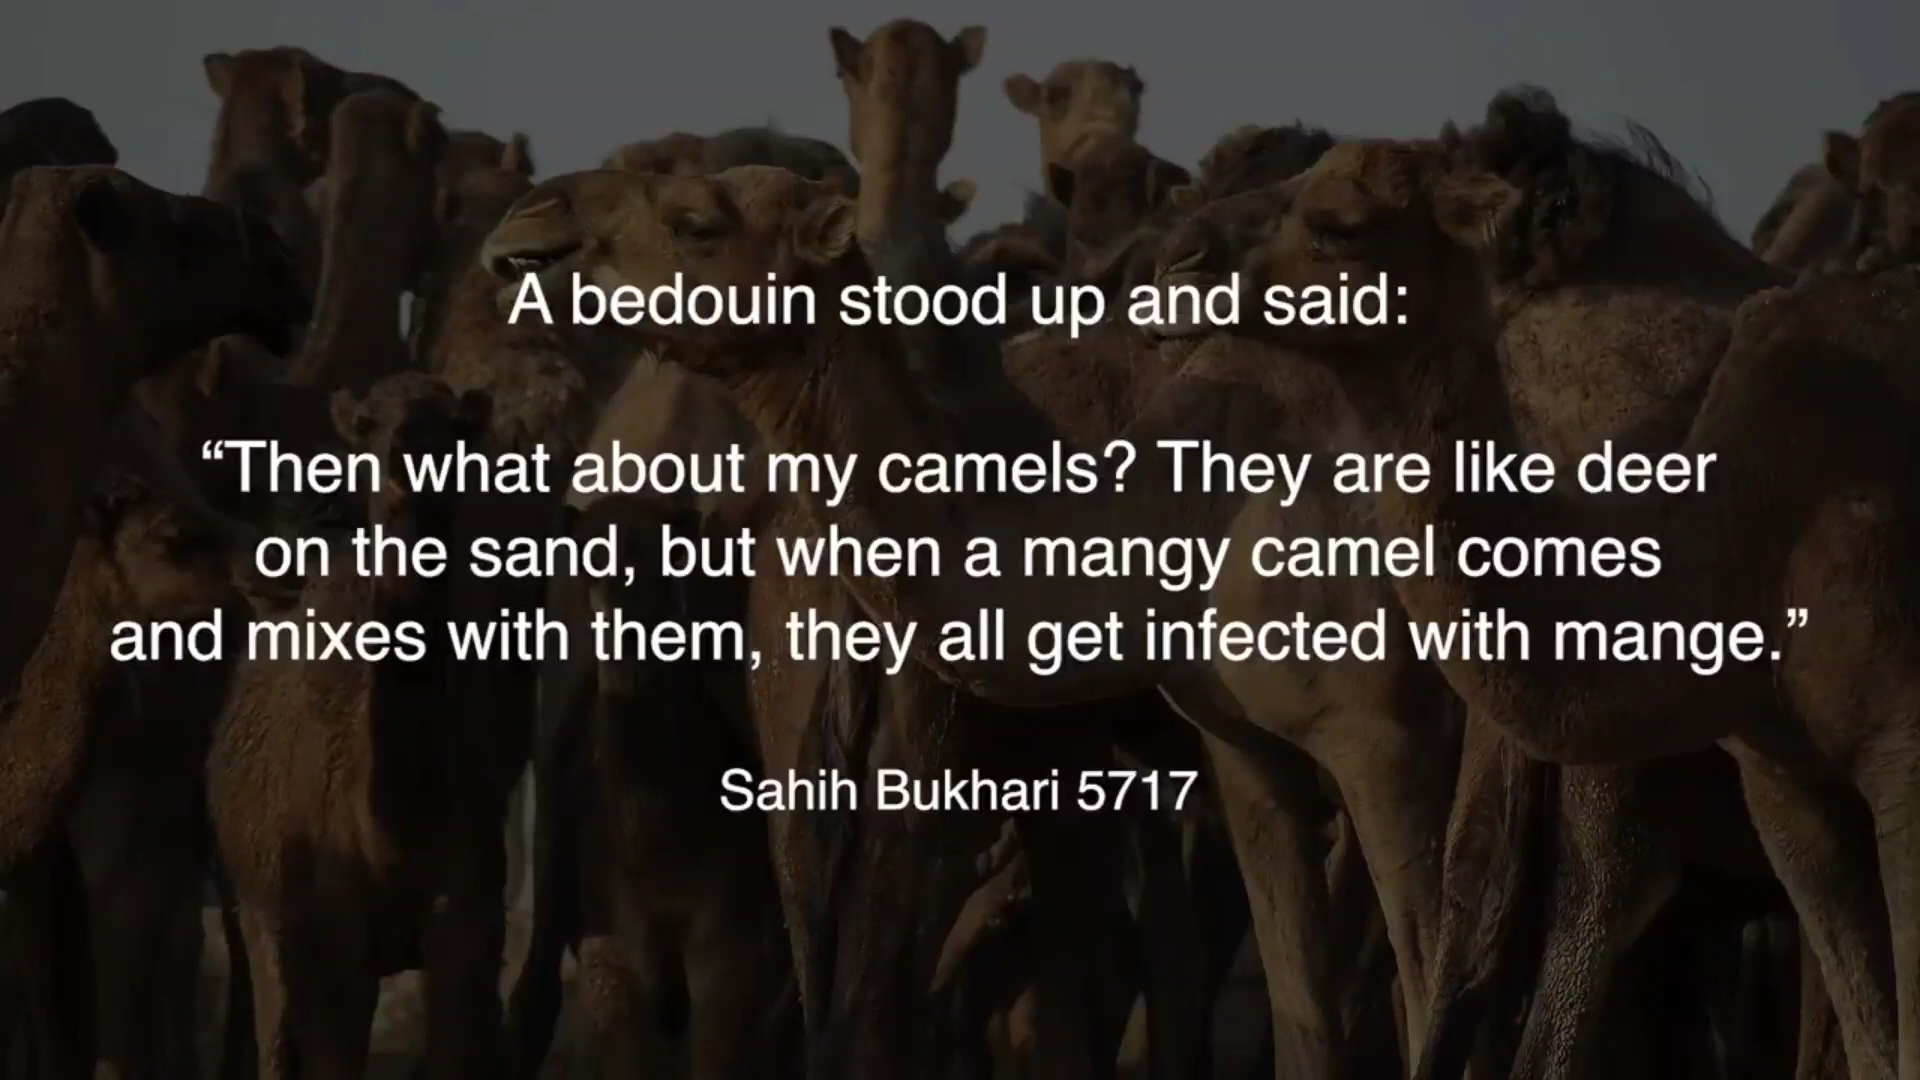 A bedouin stood up and said:
“Then what about my camels? They are like deer
on the sand, but when a mangy camel comes
and mixes with them, they all get infected with mange.”
Sahih Bukhari 5717